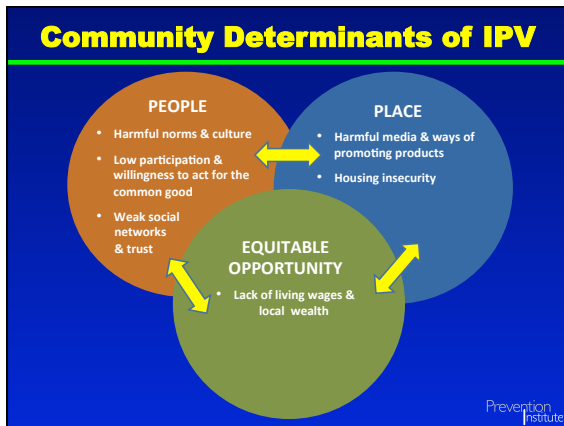 Community Determinants of IPV
PEOPLE
• Harmful norms & culture
• Low participation &
willingness to act for the
common good
• Weak social
networks
& trust
PLACE
• Harmful media & ways of
promoting products
• Housing insecurity
EQUITABLE
OPPORTUNITY
• Lack of living wages &
local wealth
Prevention
Institute